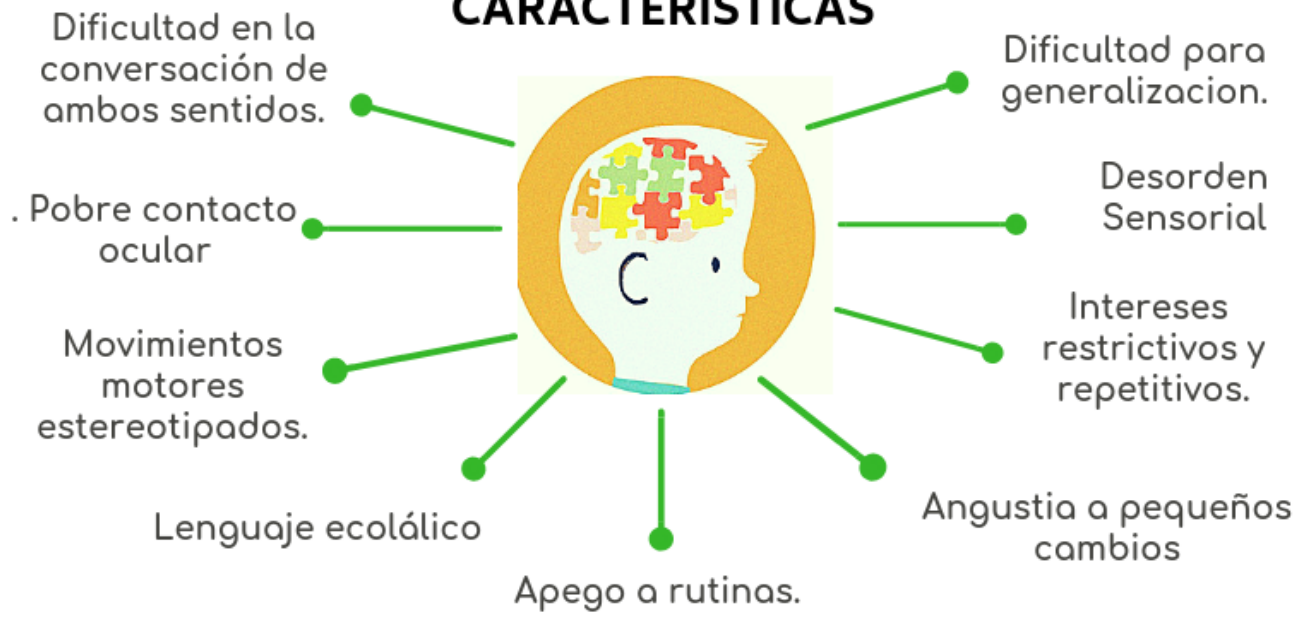 CARACTERÍSTICAS
Dificultad en la
conversación de
ambos sentidos.
. Pobre contacto
ocular
Movimientos
motores
estereotipados.
Lenguaje ecolálico
Apego a rutinas.
Dificultad para
generalizacion.
Desorden
Sensorial
Intereses
restrictivos y
repetitivos.
Angustia a pequeños
cambios